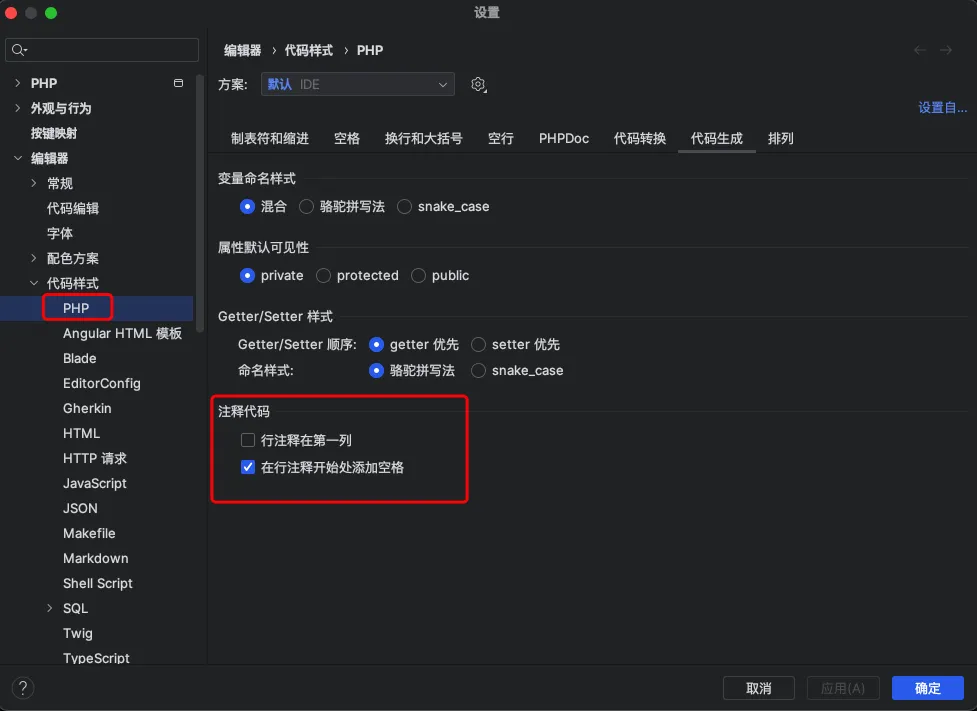 设置
编辑器 › 代码样式 › PHP
方案: 默认 IDE
设置自...
制表符和缩进 空格 换行和大括号 空行 PHPDoc 代码转换 代码生成 排列
PHP
外观与行为
按键映射
编辑器
常规
代码编辑
字体
配色方案
代码样式
PHP
Angular HTML 模板
Blade
EditorConfig
Gherkin
HTML
HTTP 请求
JavaScript
JSON
Makefile
Markdown
Shell Script
SQL
Twig
TypeScript
变量命名样式
混合 骆驼拼写法 snake_case
属性默认可见性
private protected public
Getter/Setter 样式
Getter/Setter 顺序: getter 优先 setter 优先
命名样式: 骆驼拼写法 snake_case
注释代码
行注释在第一列
在行注释开始处添加空格
?
取消 应用(A) 确定